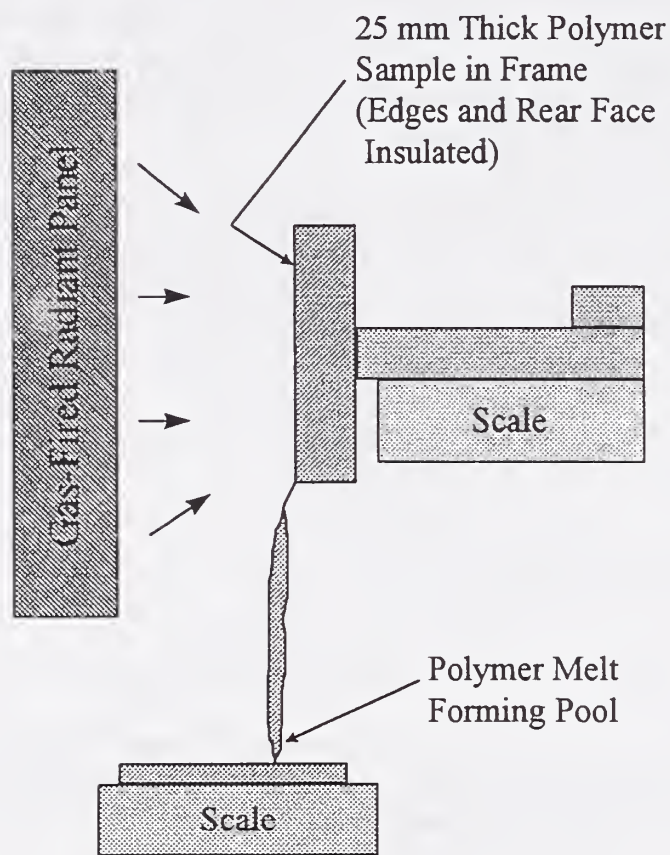 25 mm Thick Polymer
Sample in Frame
(Edges and Rear Face
Insulated)
Gas-Fired Radiant Panel
Scale
Polymer Melt
Forming Pool
Scale